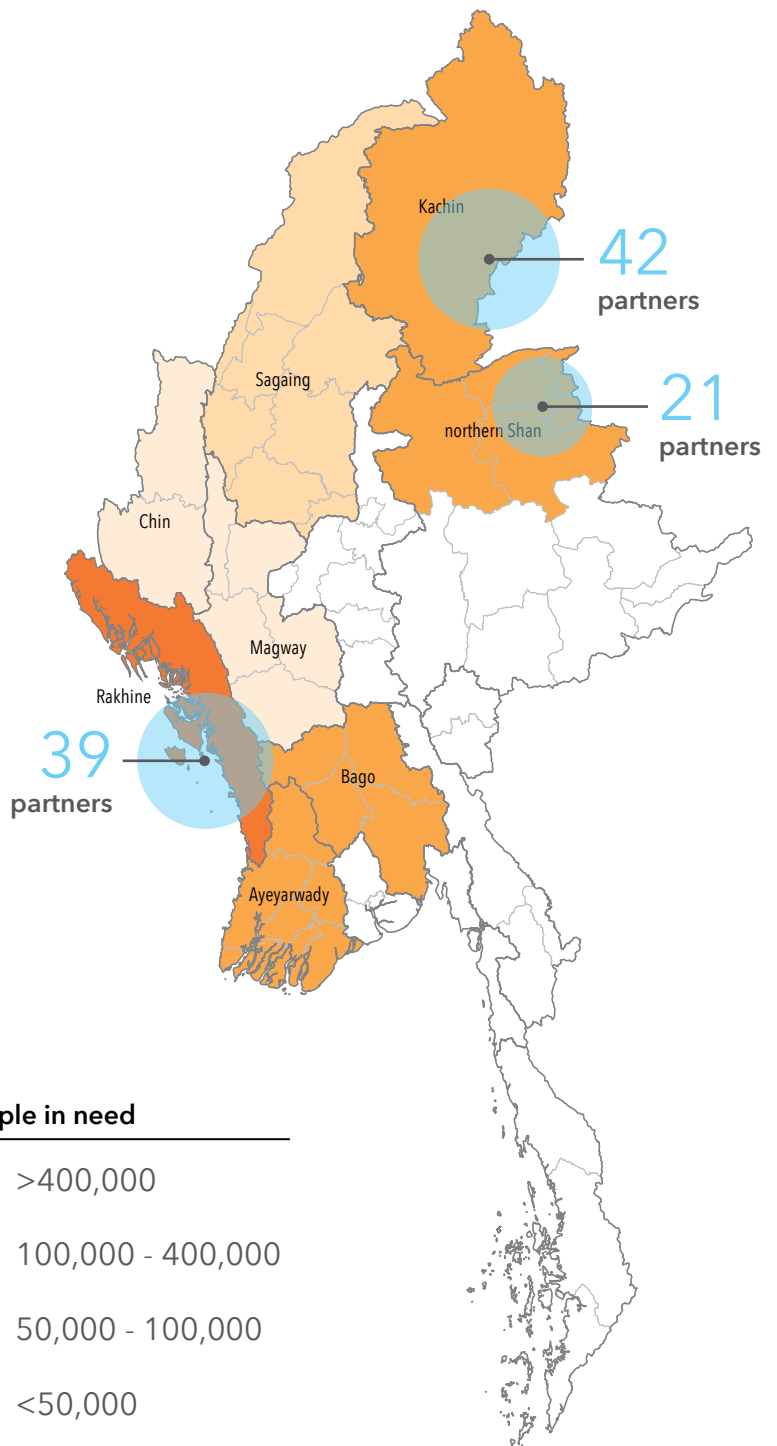 Kachin
42
partners
Sagaing
21
partners
northern Shan
Chin
Magway
Rakhine
39
partners
Bago
Ayeyarwady
ple in need
>400,000
100,000 - 400,000
50,000 - 100,000
<50,000